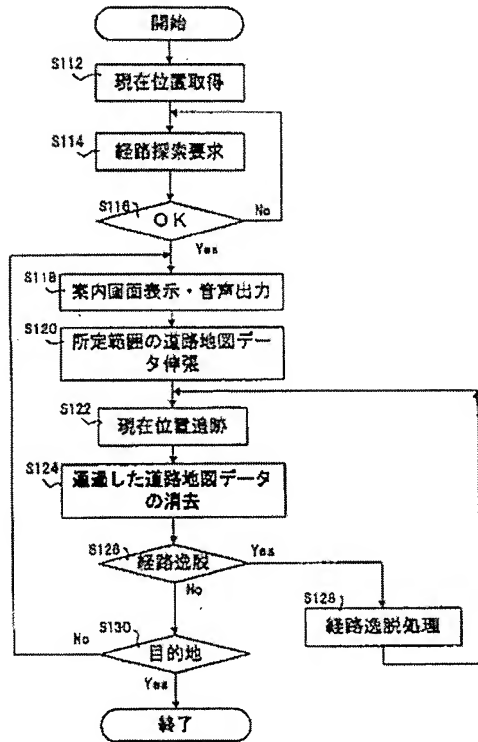 開始
S112
現在位置取得
S114
経路探索要求
S116
OK
No
Yes
S118
案内画面表示・音声出力
S120
所定範囲の道路地図デー
タ伸張
S122
現在位置追跡
S124
通過した道路地図データ
の消去
S126
経路逸脱
Yes
No
S128
経路逸脱処理
S130
目的地
No
Yes
終了